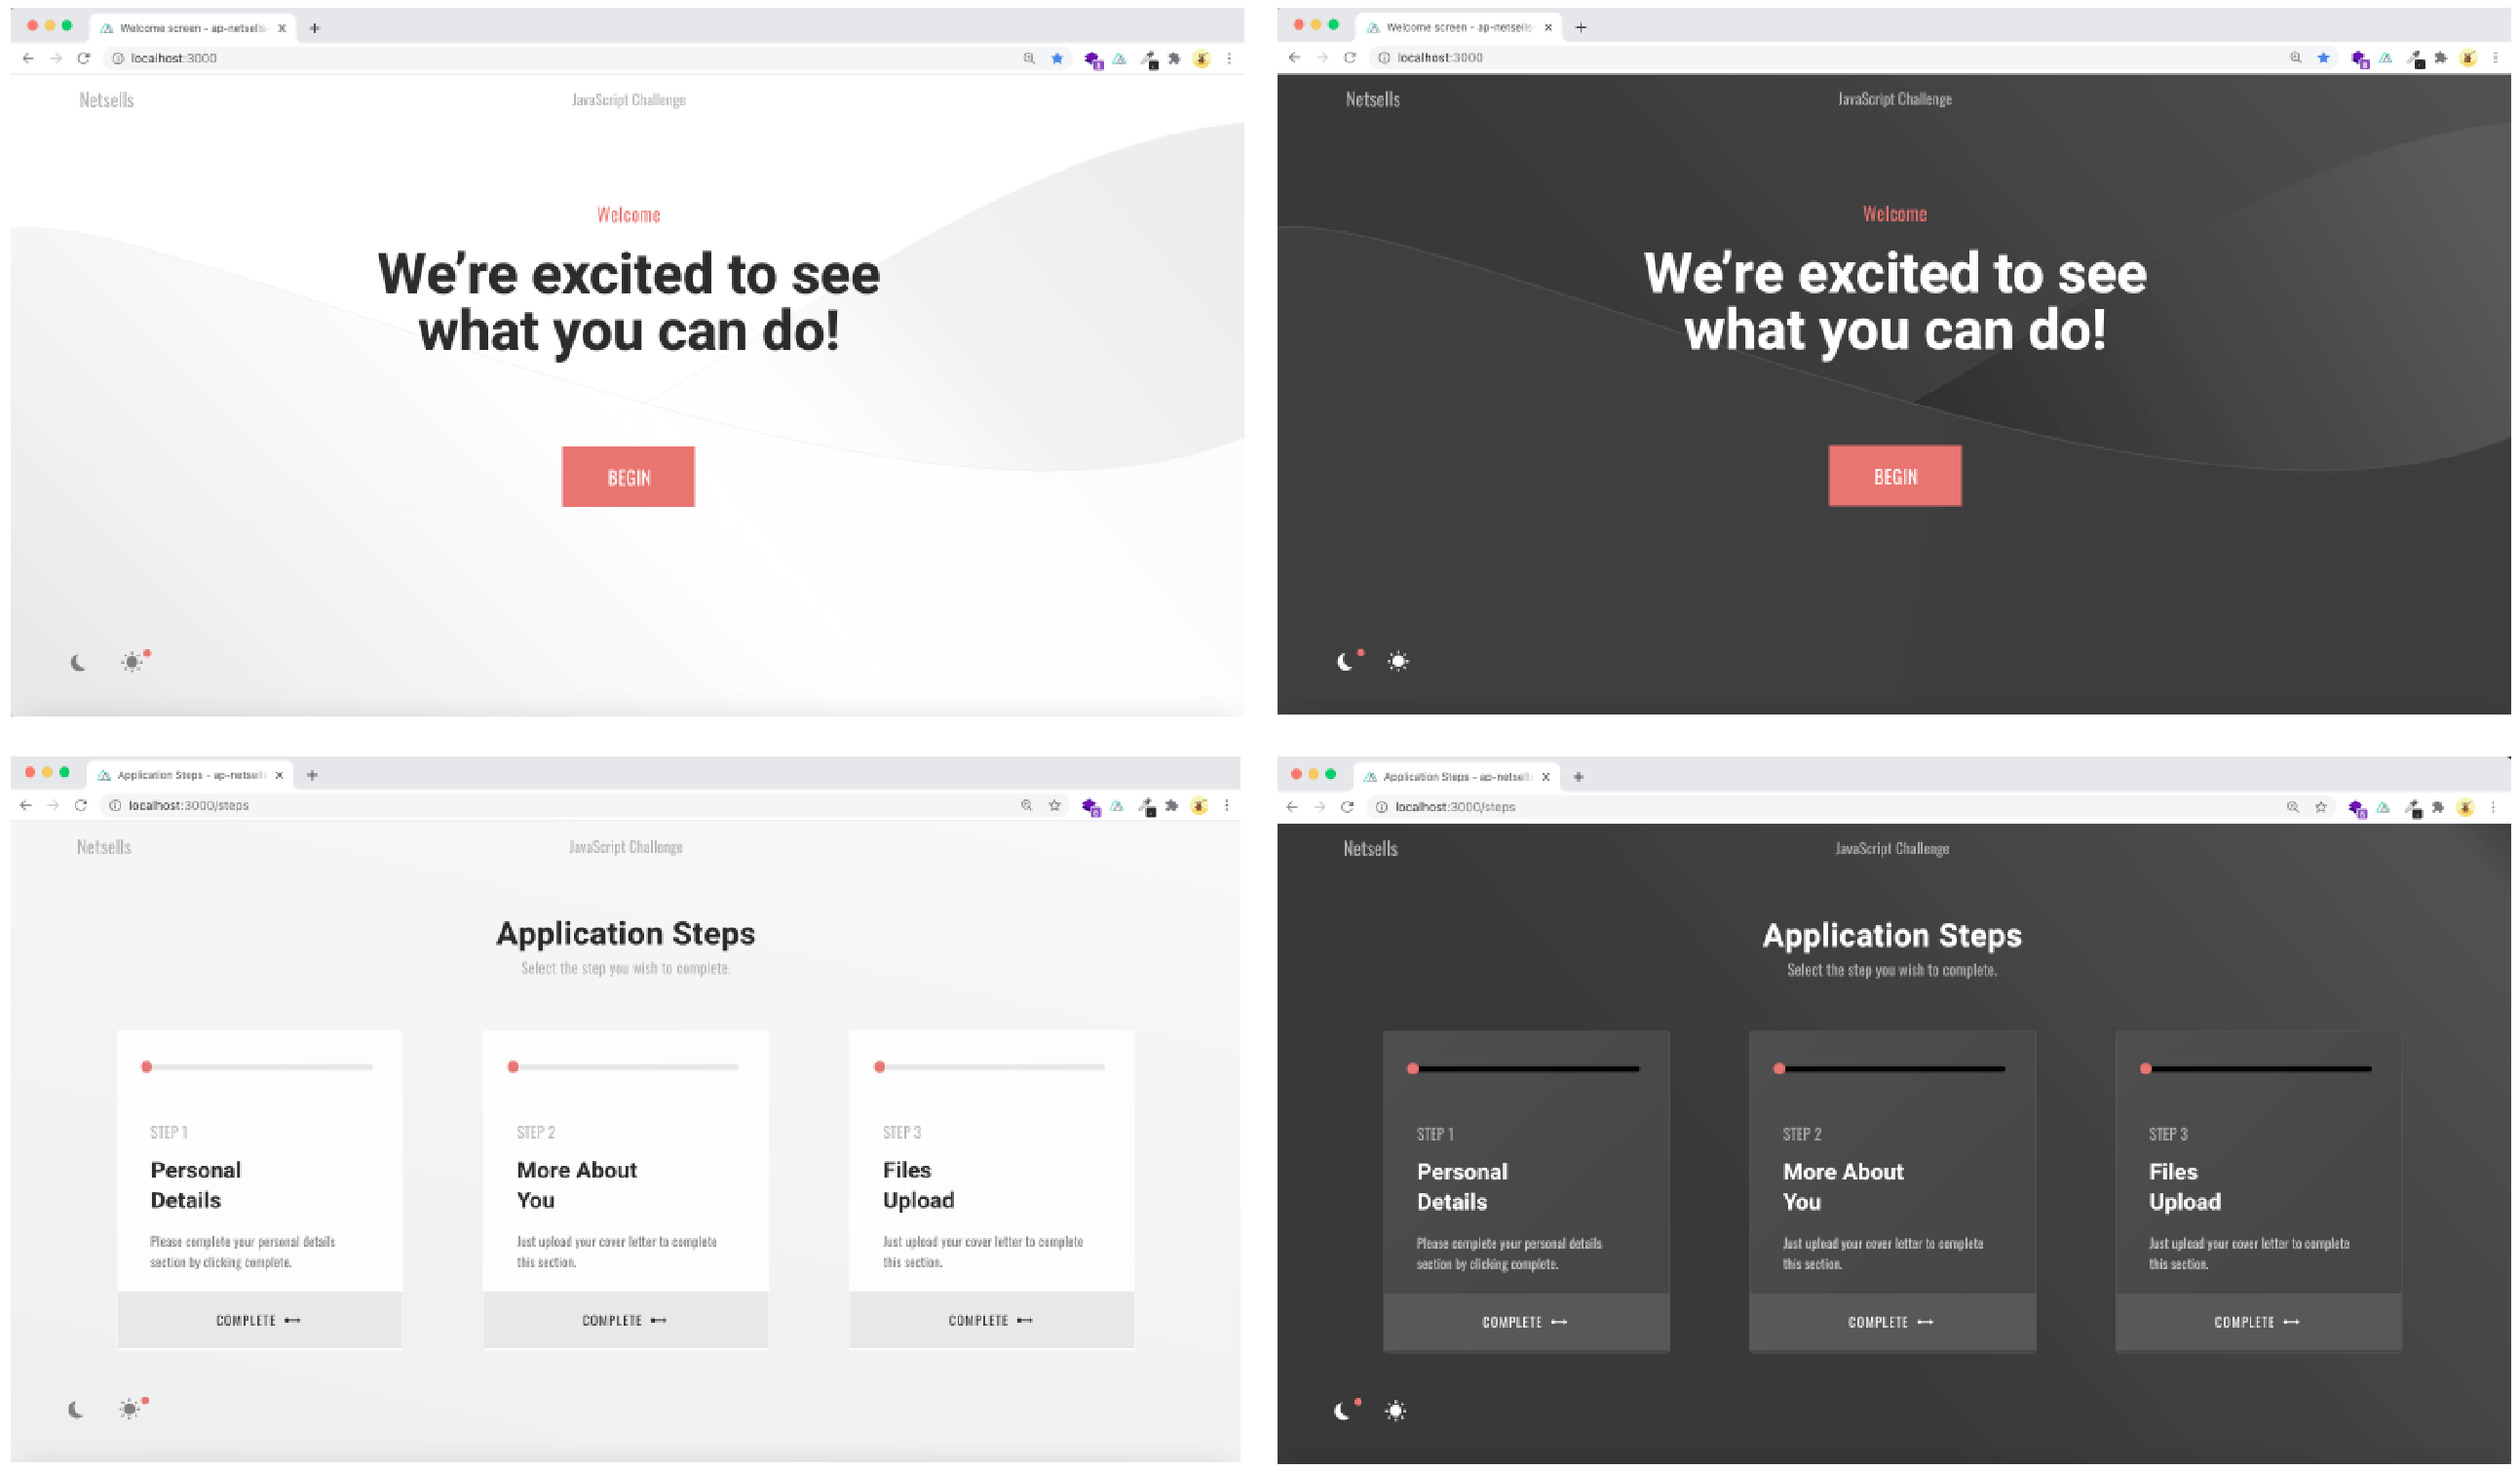 Welcome screen - ap-netsells-
localhost:3000
Netsells
JavaScript Challenge
Welcome
We're excited to see
what you can do!
BEGIN
Welcome screen - ap-netsells-
localhost:3000
Netsells
JavaScript Challenge
Welcome
We're excited to see
what you can do!
BEGIN
Application Steps - ap-netsells
localhost:3000/steps
Netsells
JavaScript Challenge
Application Steps
Select the step you wish to complete.
STEP 1
Personal
Details
Please complete your personal details
section by clicking complete.
COMPLETE
STEP 2
More About
You
Just upload your cover letter to complete
this section.
COMPLETE
STEP 3
Files
Upload
Just upload your cover letter to complete
this section.
COMPLETE
Application Steps - ap-netsells
localhost:3000/steps
Netsells
JavaScript Challenge
Application Steps
Select the step you wish to complete.
STEP 1
Personal
Details
Please complete your personal details
section by clicking complete.
COMPLETE
STEP 2
More About
You
Just upload your cover letter to complete
this section.
COMPLETE
STEP 3
Files
Upload
Just upload your cover letter to complete
this section.
COMPLETE